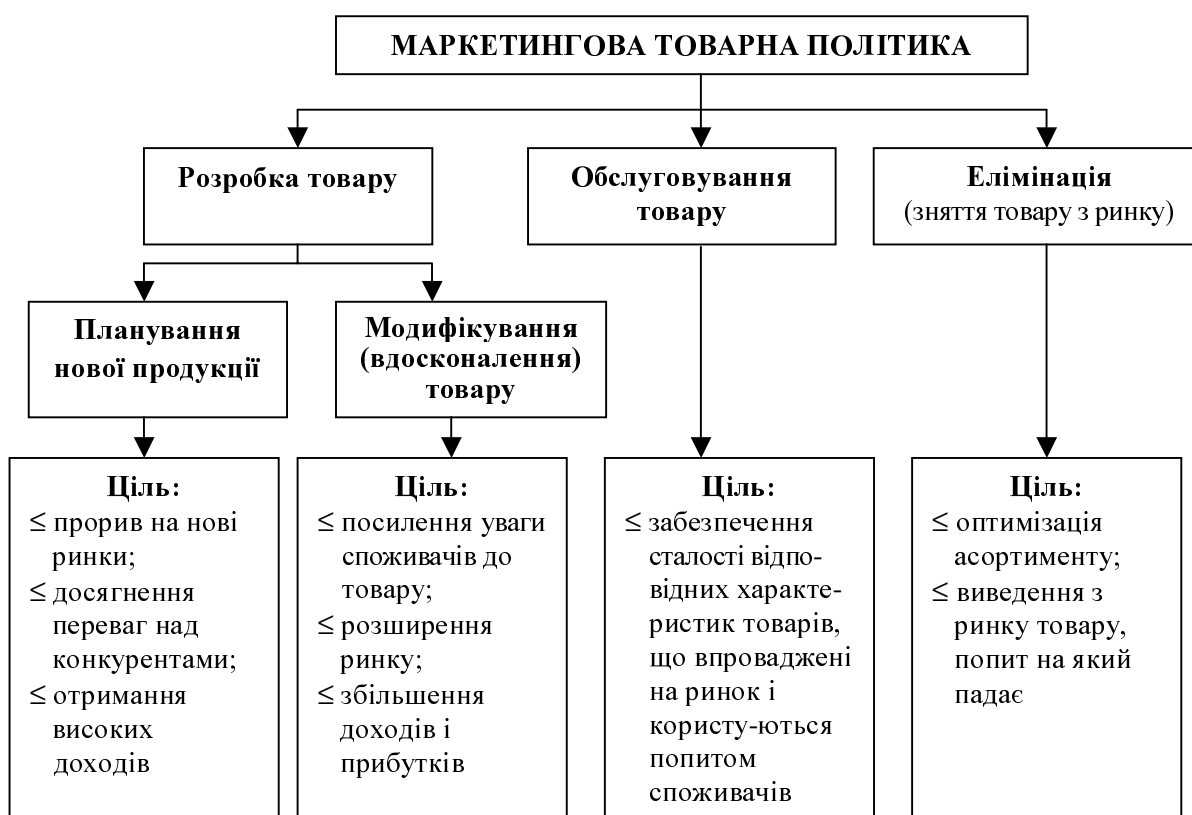 МАРКЕТИНГОВА ТОВАРНА ПОЛІТИКА
Розробка товару
Обслуговування
товару
Елімінація
(зняття товару з ринку)
Планування
нової продукції
Модифікування
(вдосконалення)
товару
Ціль:
≤ прорив на нові
ринки;
≤ досягнення
переваг над
конкурентами;
≤ отримання
високих
доходів
Ціль:
≤ посилення уваги
споживачів до
товару;
≤ розширення
ринку;
≤ збільшення
доходів і
прибутків
Ціль:
≤ забезпечення
сталості відпо-
відних характе-
ристик товарів,
що впроваджені
на ринок і
користу-ються
попитом
споживачів
Ціль:
≤ оптимізація
асортименту;
≤ виведення з
ринку товару,
попит на який
падає